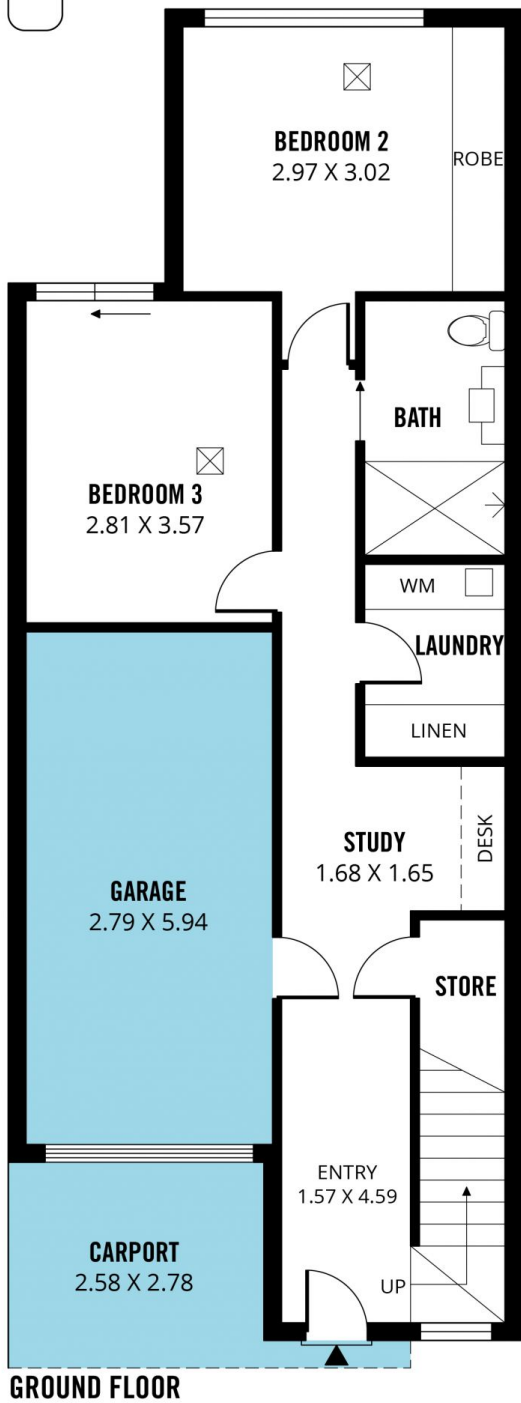 BEDROOM 2
2.97 X 3.02
ROBE
BATH
BEDROOM 3
2.81 X 3.57
WM
LAUNDRY
LINEN
STUDY
1.68 X 1.65
DESK
GARAGE
2.79 X 5.94
STORE
ENTRY
1.57 X 4.59
CARPORT
2.58 X 2.78
UP
GROUND FLOOR